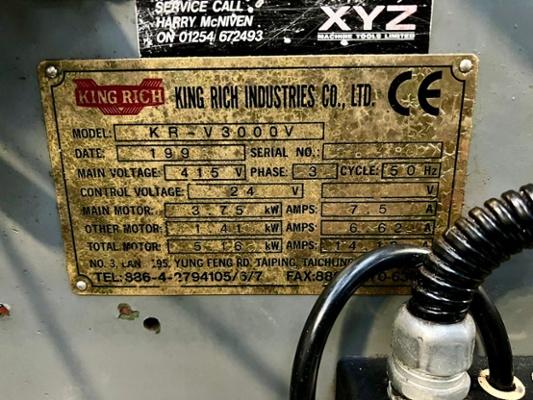 SERVICE CALL
HARRY McNIVEN
ON 01254 672493
XYZ
MACHINE TOOLS LIMITED
KING RICH
KING RICH INDUSTRIES CO., LTD.
CE
MODEL: KR-V3000V
DATE: 199 SERIAL NO.:
MAIN VOLTAGE: 415 V PHASE: 3 CYCLE: 50 Hz
CONTROL VOLTAGE: 24 V V
MAIN MOTOR: 3.75 kW AMPS: 7.5 A
OTHER MOTOR: 1.41 kW AMPS: 6.62 A
TOTAL MOTOR: 5.16 kW AMPS: 14.12 A
NO. 3, LAN 195, YUNG FENG RD, TAIPING, TAICHUNG
TEL: 886-4-2794105/6/7 FAX: